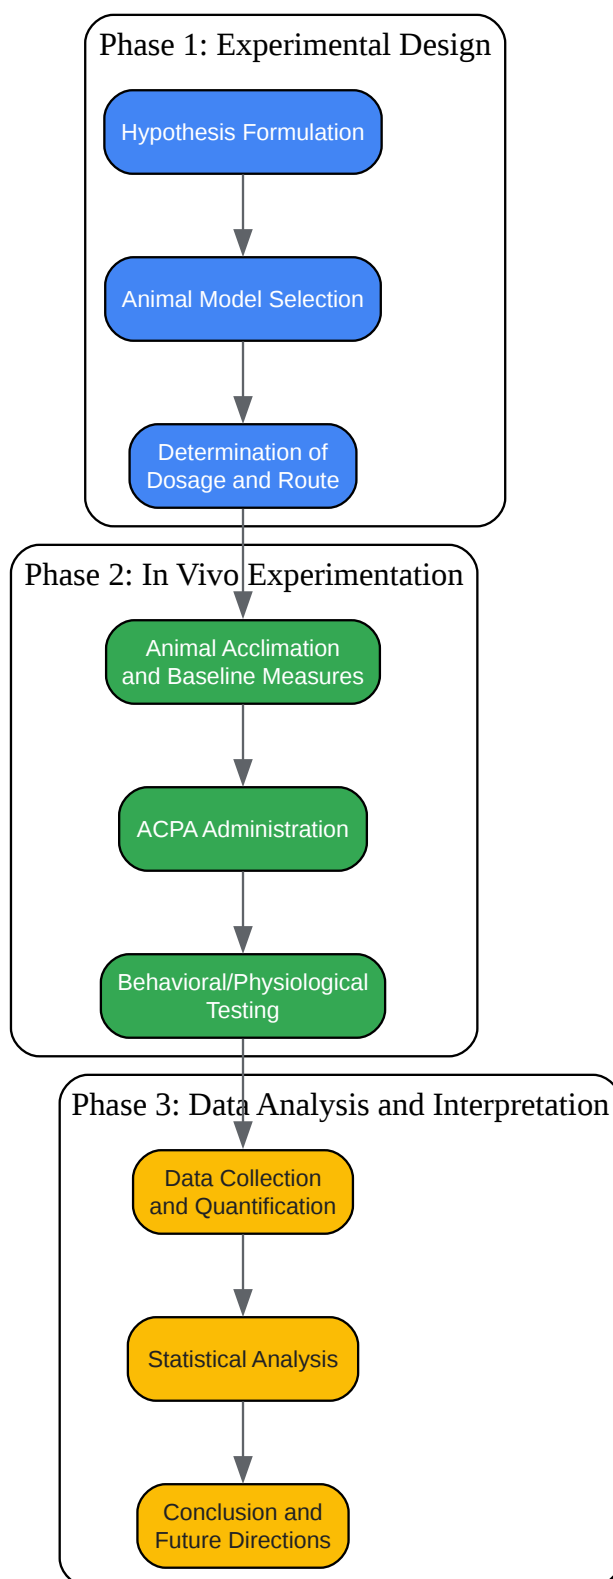 Phase 1: Experimental Design
Hypothesis Formulation
Animal Model Selection
Determination of
Dosage and Route
Phase 2: In Vivo Experimentation
Animal Acclimation
and Baseline Measures
ACPA Administration
Behavioral/Physiological
Testing
Phase 3: Data Analysis and Interpretation
Data Collection
and Quantification
Statistical Analysis
Conclusion and
Future Directions